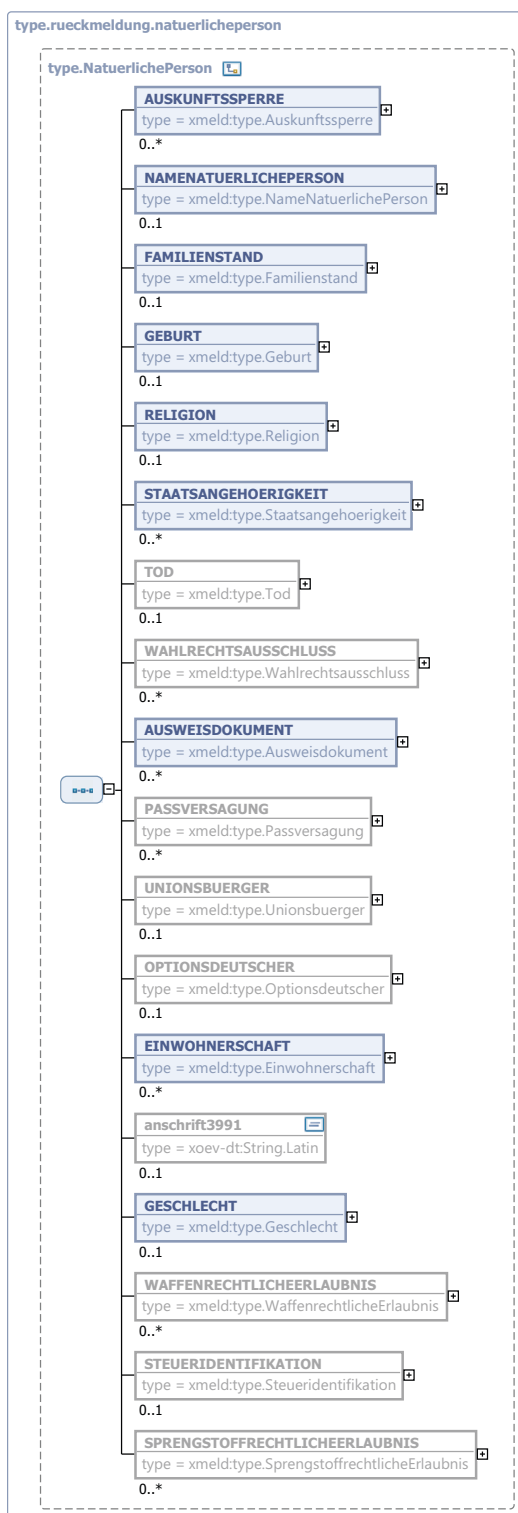 type.rueckmeldung.natuerlicheperson
type.NatuerlichePerson
AUSKUNFTSSPERRE
type = xmeld:type.Auskunftssperre
0..*
NAMENATUERLICHEPERSON
type = xmeld:type.NameNatuerlichePerson
0..1
FAMILIENSTAND
type = xmeld:type.Familienstand
0..1
GEBURT
type = xmeld:type.Geburt
0..1
RELIGION
type = xmeld:type.Religion
0..1
STAATSANGEHOERIGKEIT
type = xmeld:type.Staatsangehoerigkeit
0..*
TOD
type = xmeld:type.Tod
0..1
WAHLRECHTSAUSSCHLUSS
type = xmeld:type.Wahlrechtsausschluss
0..*
AUSWEISDOKUMENT
type = xmeld:type.Ausweisdokument
0..*
PASSVERSAGUNG
type = xmeld:type.Passversagung
0..*
UNIONSBUERGER
type = xmeld:type.Unionsbuerger
0..1
OPTIONSDEUTSCHER
type = xmeld:type.Optionsdeutscher
0..1
EINWOHNERSCHAFT
type = xmeld:type.Einwohnerschaft
0..*
anschrift3991
type = xoev-dt:String.Latin
0..1
GESCHLECHT
type = xmeld:type.Geschlecht
0..1
WAFFENRECHTLICHEERLAUBNIS
type = xmeld:type.WaffenrechtlicheErlaubnis
0..*
STEUERIDENTIFIKATION
type = xmeld:type.Steueridentifikation
0..1
SPRENGSTOFFRECHTLICHEERLAUBNIS
type = xmeld:type.SprengstoffrechtlicheErlaubnis
0..*